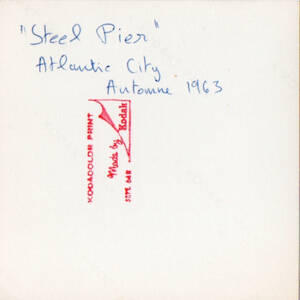 "Steel Pier"
Atlantic City
Automne 1963
KODACOLOR PRINT
Made by Kodak